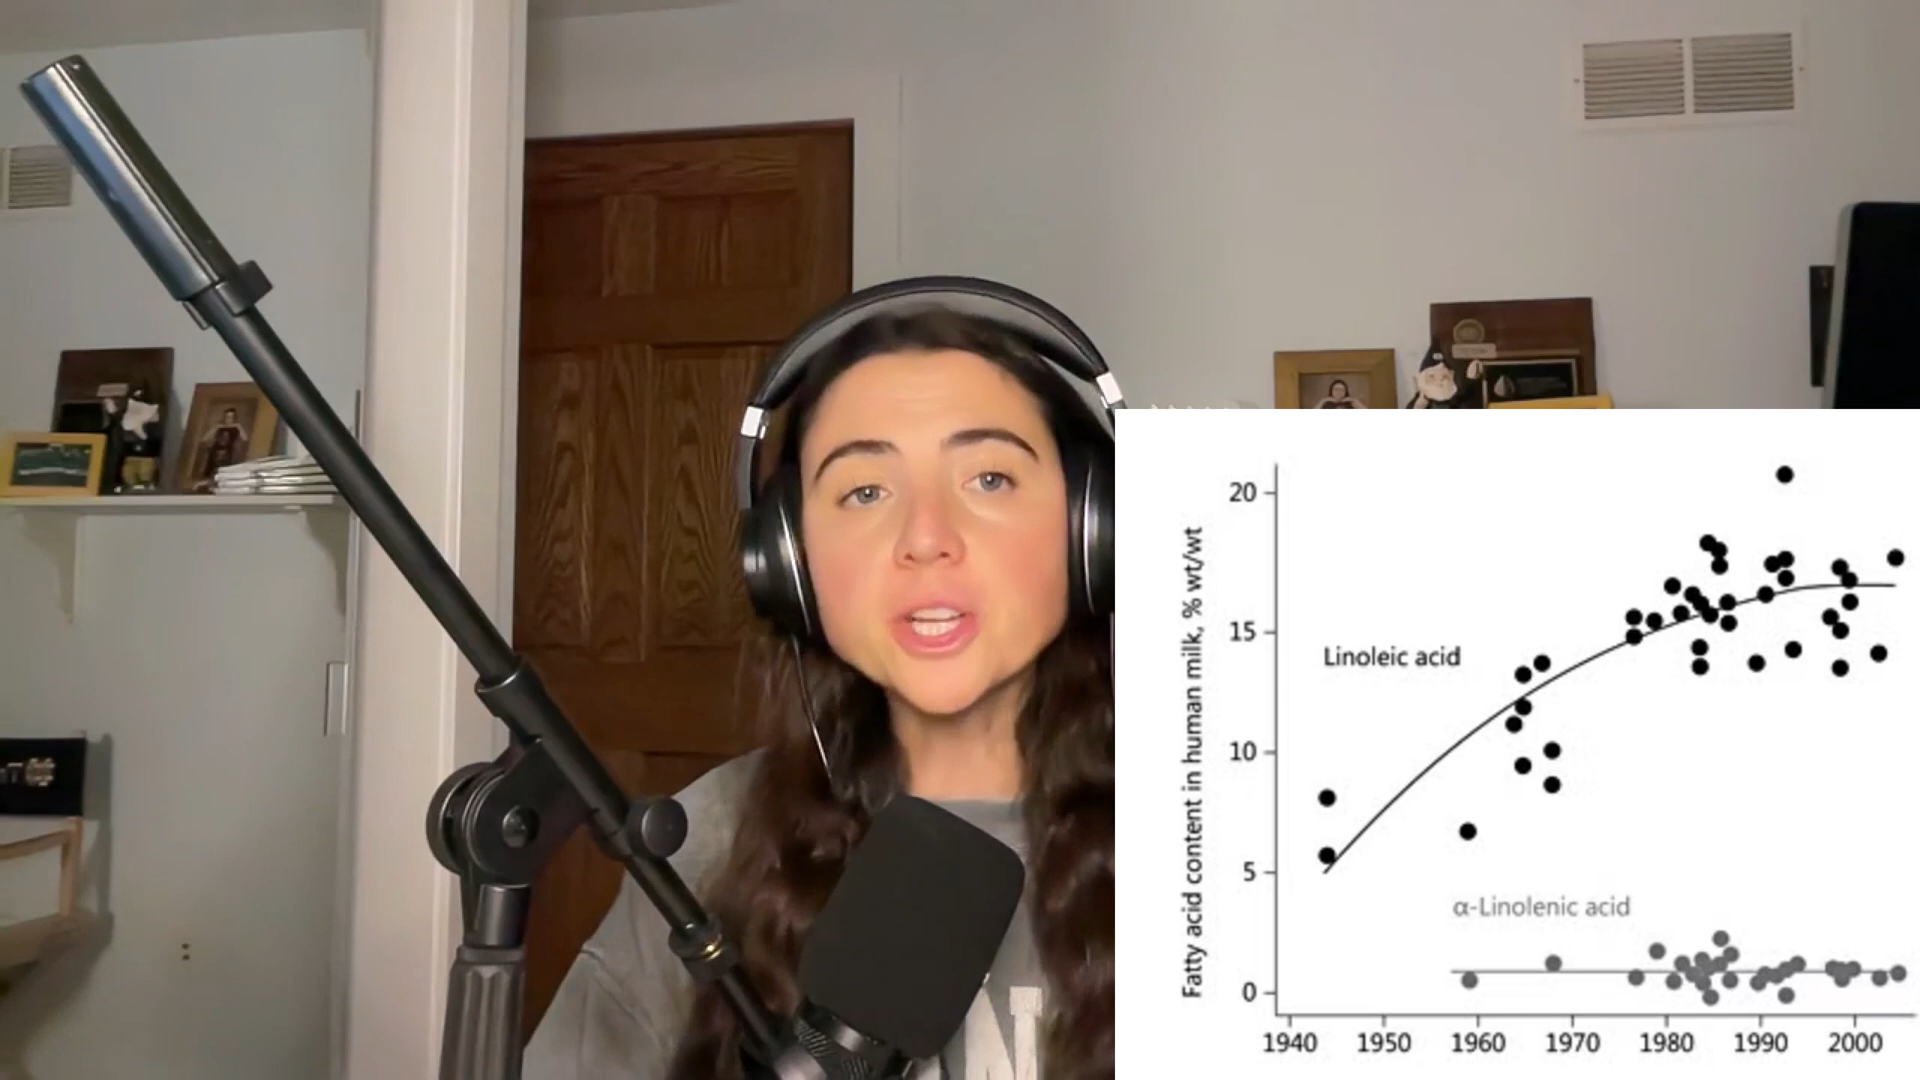 Fatty acid content in human milk, % wt/wt
20
15
10
5
0
Linoleic acid
α-Linolenic acid
1940 1950 1960 1970 1980 1990 2000
N